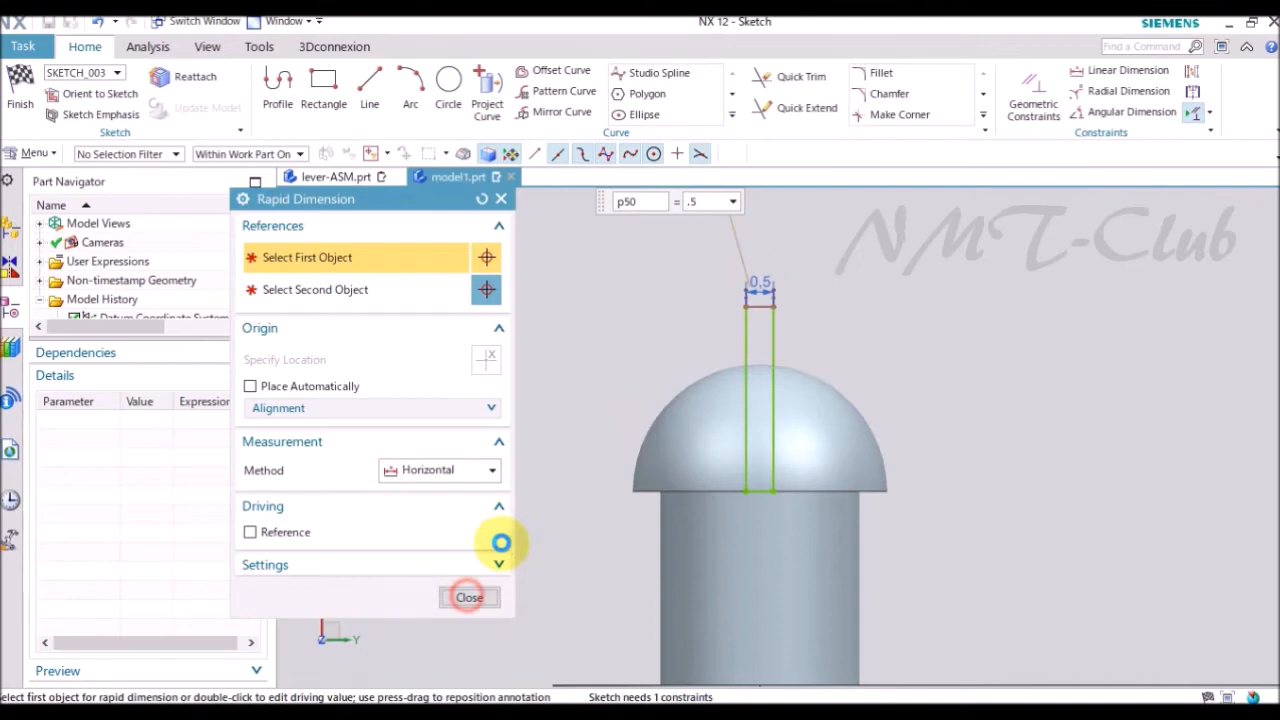 NX
Switch Window
Window
NX 12 - Sketch
SIEMENS
Task
Home
Analysis
View
Tools
3Dconnexion
Find a Command
SKETCH_003
Reattach
Orient to Sketch
Update Model
Finish
Sketch Emphasis
Sketch
Profile
Rectangle
Line
Arc
Circle
Project
Curve
Offset Curve
Pattern Curve
Mirror Curve
Studio Spline
Polygon
Ellipse
Quick Trim
Quick Extend
Fillet
Chamfer
Make Corner
Curve
Geometric
Constraints
Linear Dimension
Radial Dimension
Angular Dimension
Constraints
Menu
No Selection Filter
Within Work Part On
Part Navigator
lever-ASM.prt
model1.prt
Name
Model Views
Cameras
User Expressions
Non-timestamp Geometry
Model History
Datum Coordinate System
Dependencies
Details
Parameter
Value
Expression
Preview
Rapid Dimension
References
Select First Object
Select Second Object
Origin
Specify Location
Place Automatically
Alignment
Measurement
Method
Horizontal
Driving
Reference
Settings
Close
p50 = .5
NMT-Club
0,5
Z Y
elect first object for rapid dimension or double-click to edit driving value; use press-drag to reposition annotation
Sketch needs 1 constraints